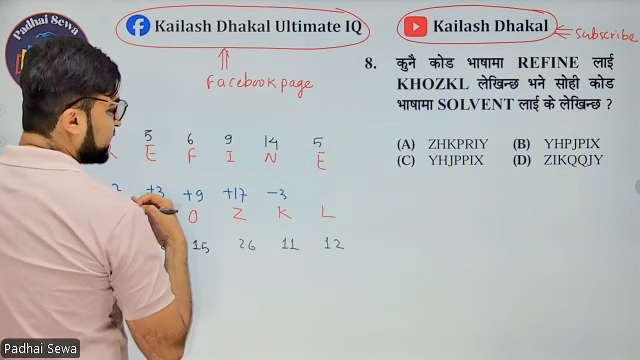 Padhai Sewa
Kailash Dhakal Ultimate IQ
Kailash Dhakal
Subscribe
Facebook page
8. कुनै कोड भाषामा REFINE लाई
KHOZKL लेखिन्छ भने सोही कोड
भाषामा SOLVENT लाई के लेखिन्छ ?
(A) ZHKPRIY (B) YHPJPIX
(C) YHJPPIX (D) ZIKQQJY
5 6 9 14 5
E F I N E
+3 +9 +17 -3
O Z K L
15 26 11 12
Padhai Sewa